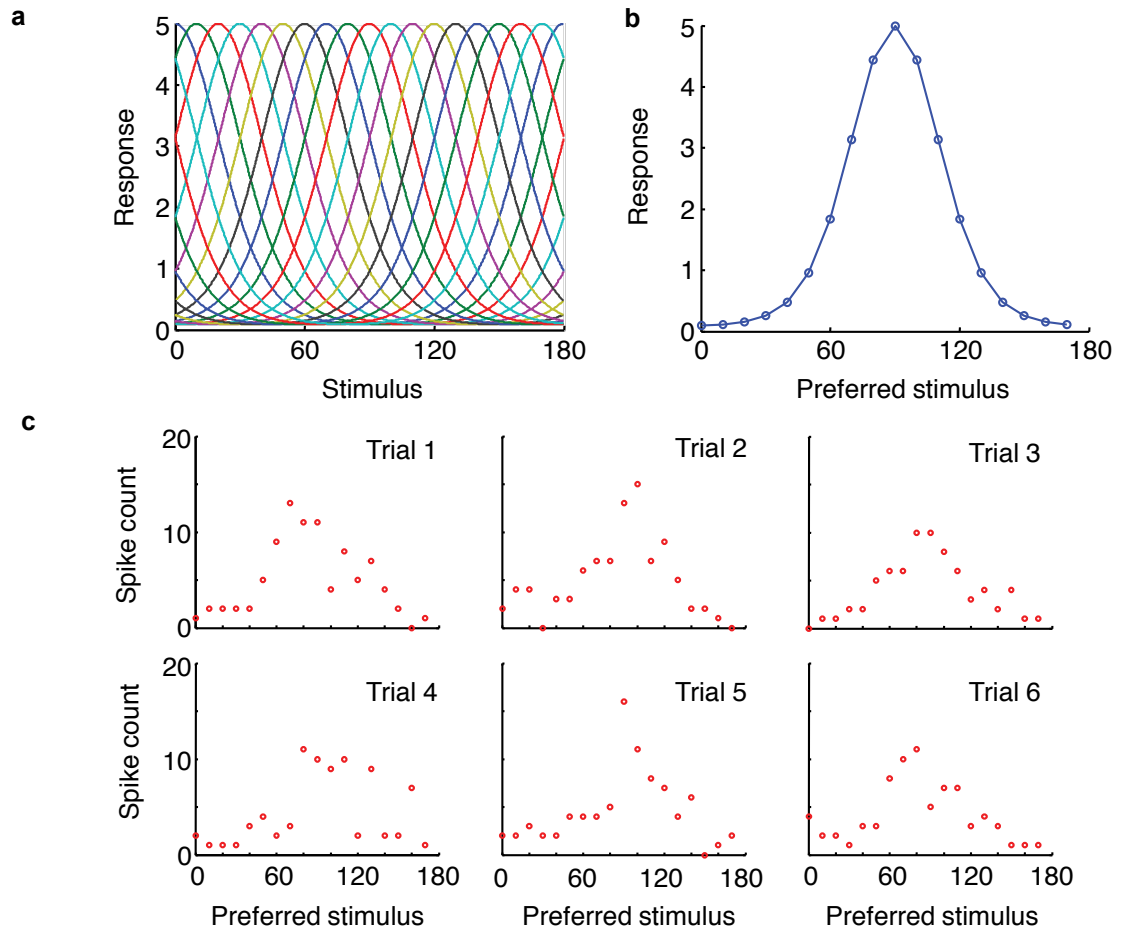 a
5
4
3
2
1
0
Response
0 60 120 180
Stimulus
b
5
4
3
2
1
0
Response
0 60 120 180
Preferred stimulus
c
20
10
0
Spike count
Trial 1
Trial 2
Trial 3
20
10
0
Spike count
Trial 4
Trial 5
Trial 6
0 60 120 180
Preferred stimulus
0 60 120 180
Preferred stimulus
0 60 120 180
Preferred stimulus